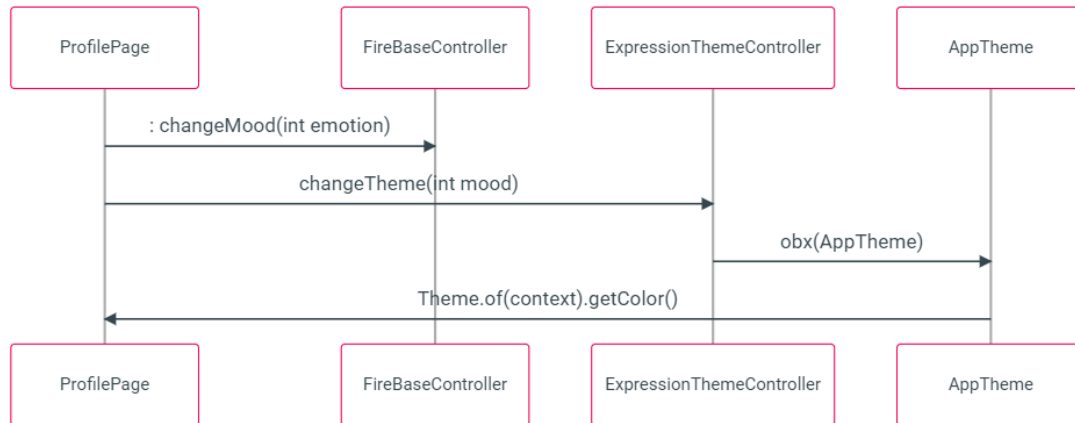 ProfilePage
FireBaseController
ExpressionThemeController
AppTheme
: changeMood(int emotion)
changeTheme(int mood)
obx(AppTheme)
Theme.of(context).getColor()
ProfilePage
FireBaseController
ExpressionThemeController
AppTheme